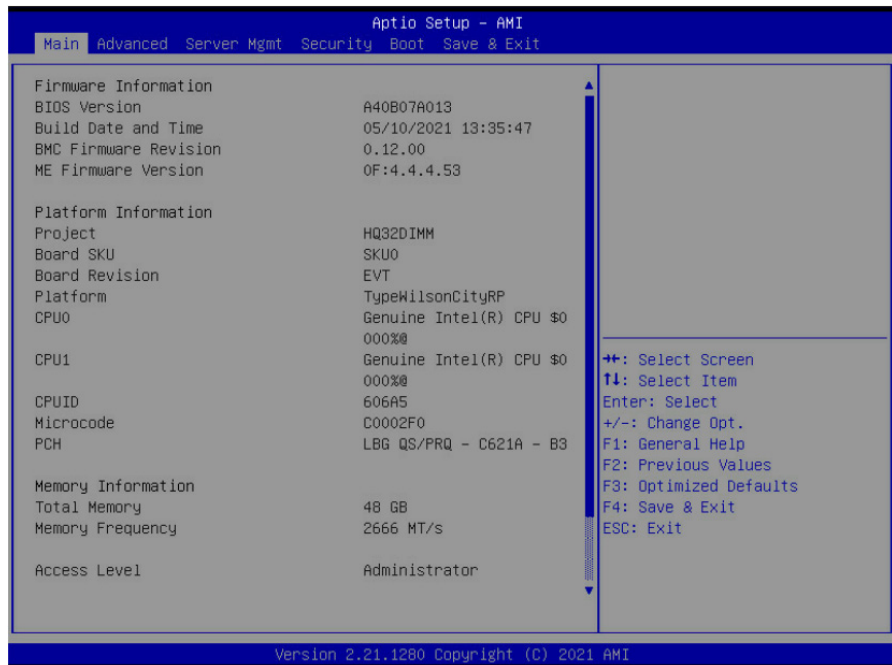 Aptio Setup – AMI
Main Advanced Server Mgmt Security Boot Save & Exit
Firmware Information
BIOS Version A40B07A013
Build Date and Time 05/10/2021 13:35:47
BMC Firmware Revision 0.12.00
ME Firmware Version 0F:4.4.4.53
Platform Information
Project HQ32DIMM
Board SKU SKU0
Board Revision EVT
Platform TypeWilsonCityRP
CPU0 Genuine Intel(R) CPU $0
000%@
CPU1 Genuine Intel(R) CPU $0
000%@
CPUID 606A5
Microcode C0002F0
PCH LBG QS/PRQ – C621A – B3
Memory Information
Total Memory 48 GB
Memory Frequency 2666 MT/s
Access Level Administrator
→←: Select Screen
↑↓: Select Item
Enter: Select
+/-: Change Opt.
F1: General Help
F2: Previous Values
F3: Optimized Defaults
F4: Save & Exit
ESC: Exit
Version 2.21.1280 Copyright (C) 2021 AMI